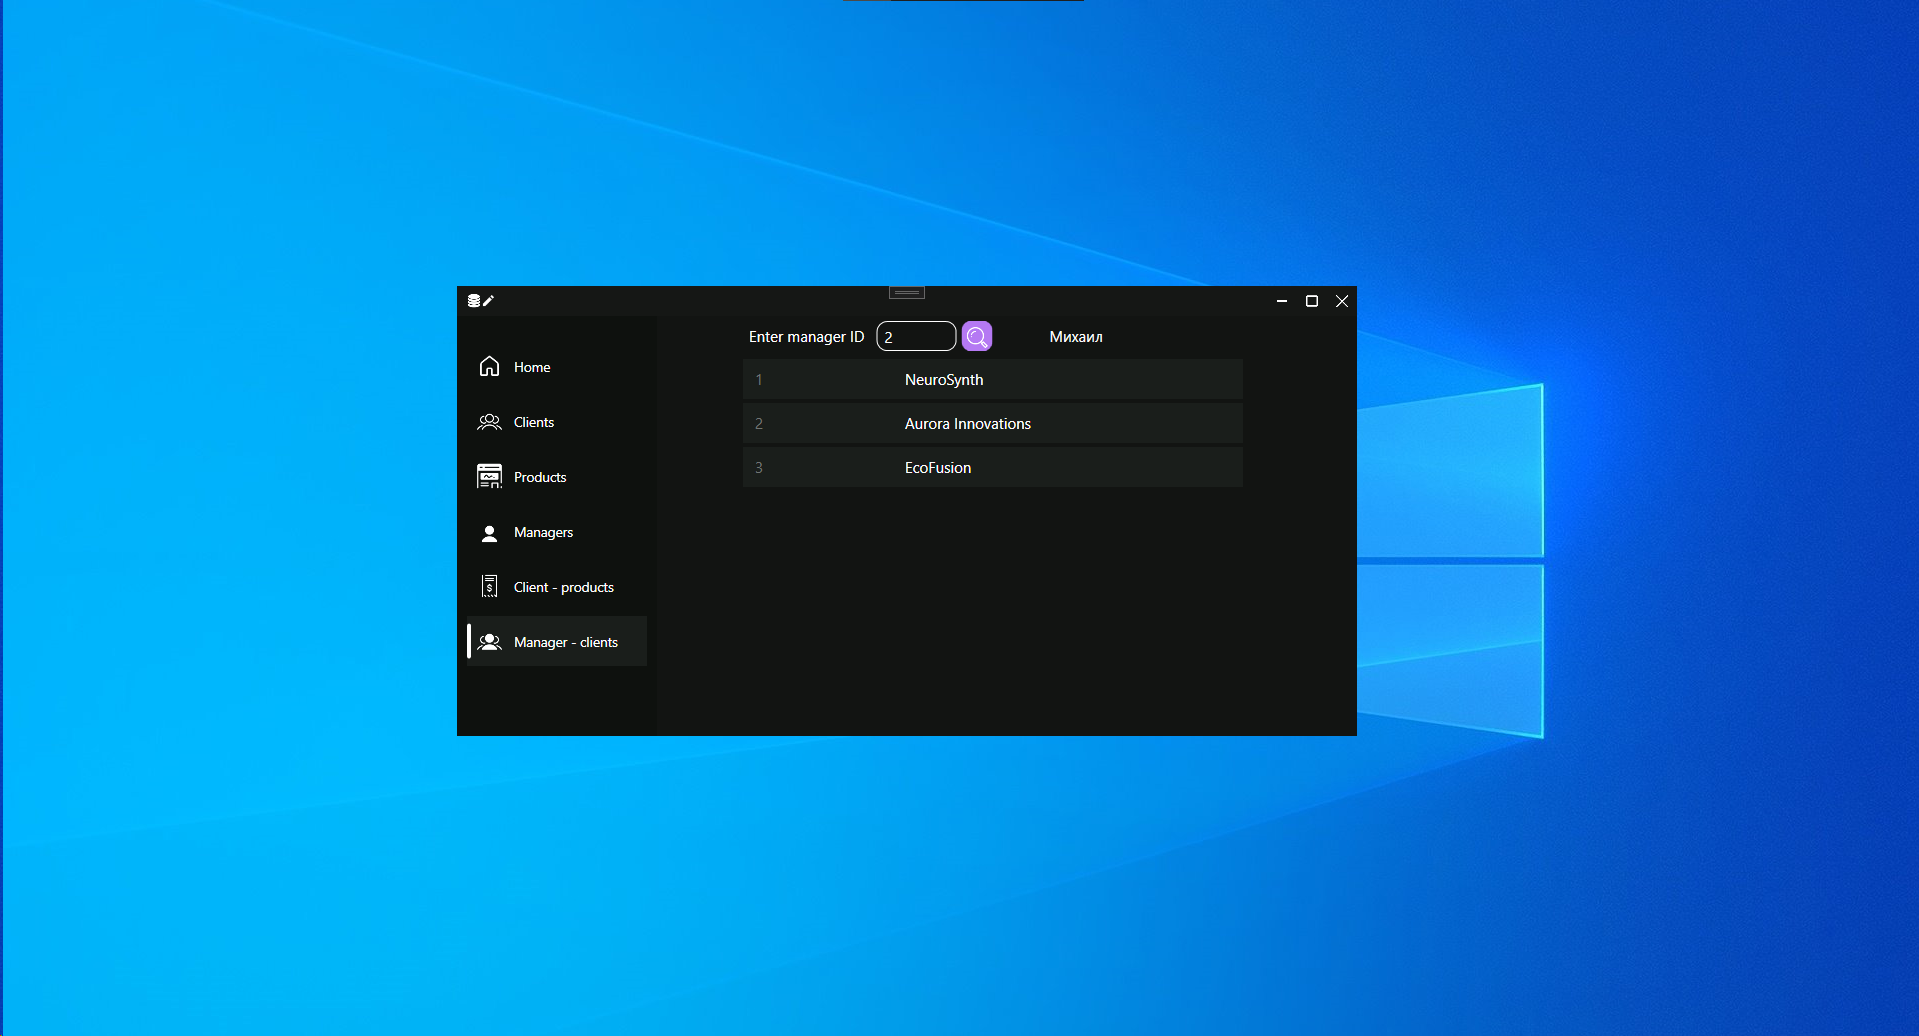 Enter manager ID 2 Михаил
Home
Clients
Products
Managers
Client - products
Manager - clients
1 NeuroSynth
2 Aurora Innovations
3 EcoFusion